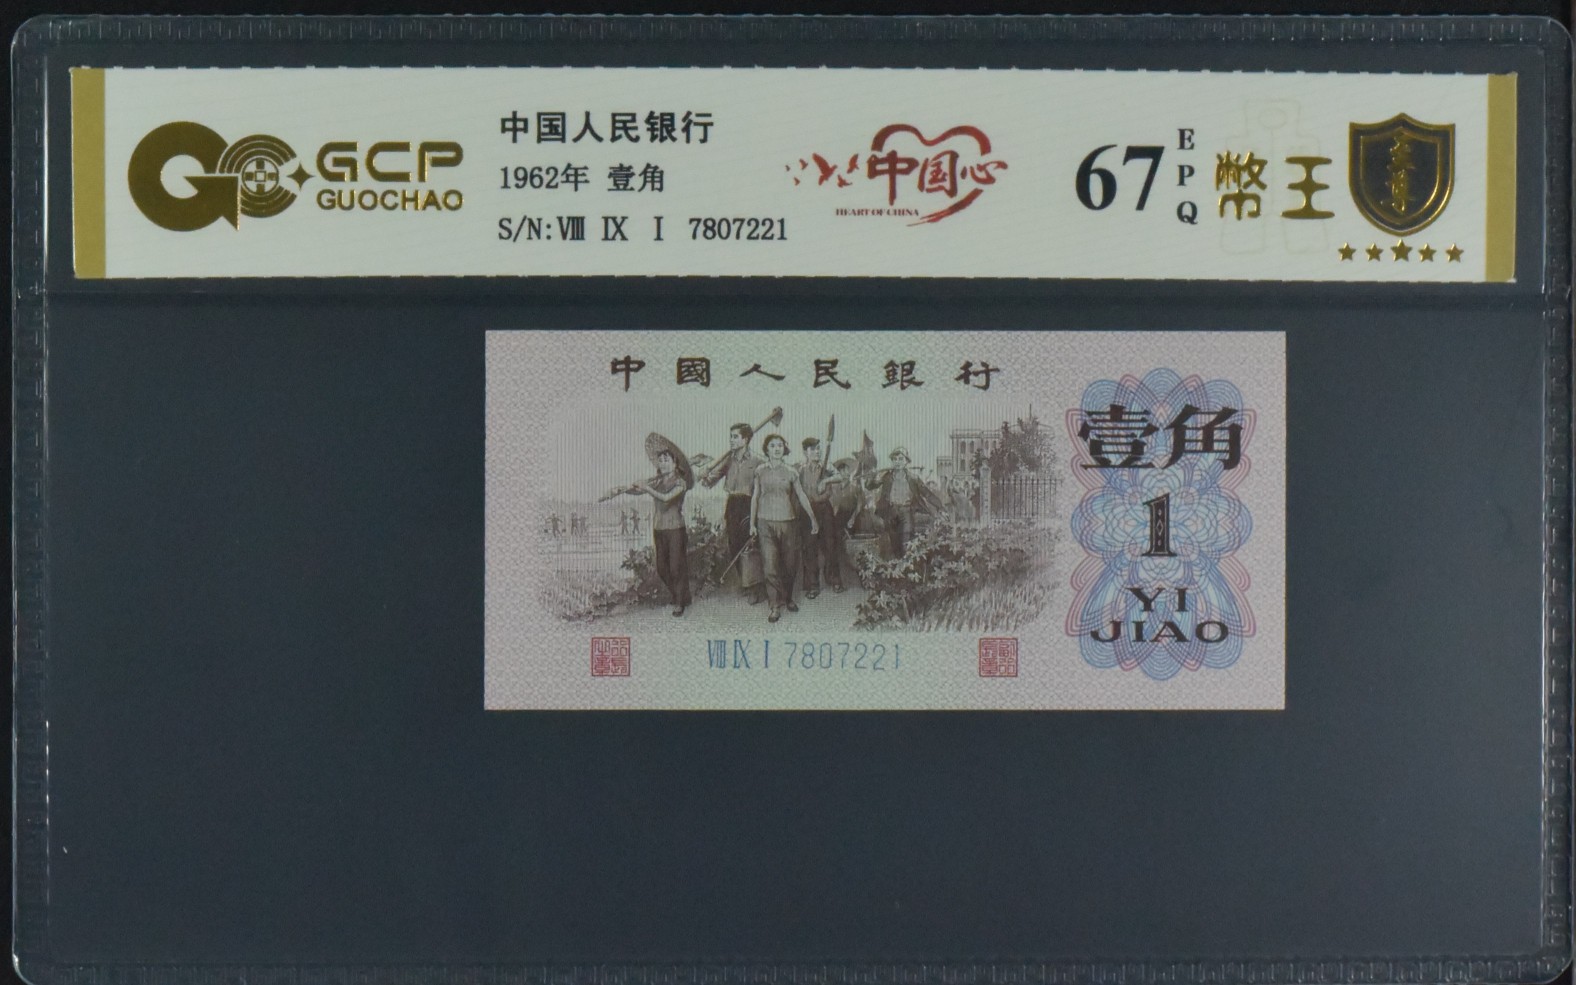 GCP
GUOCHAO
中国人民银行
1962年 壹角
S/N: Ⅷ Ⅸ Ⅰ 7807221
中国心
HEART OF CHINA
67
EPQ
幣王
中國人民銀行
壹角
1
YI
JIAO
Ⅷ Ⅸ Ⅰ 7807221